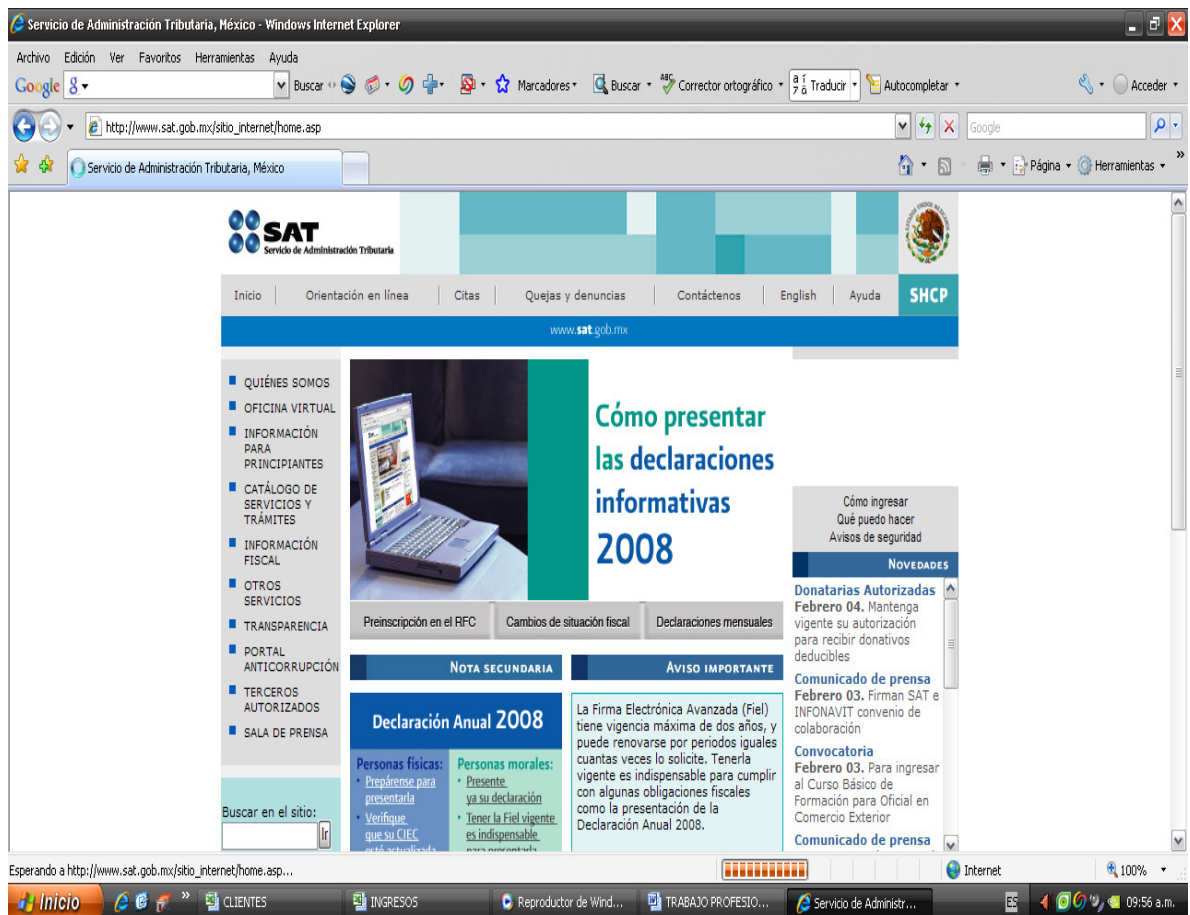 Servicio de Administración Tributaria, México - Windows Internet Explorer
Archivo Edición Ver Favoritos Herramientas Ayuda
Google Buscar Marcadores Buscar Corrector ortográfico Traducir Autocompletar Acceder
http://www.sat.gob.mx/sitio_internet/home.asp Google
Servicio de Administración Tributaria, México Página Herramientas
SAT
Servicio de Administración Tributaria
Inicio Orientación en línea Citas Quejas y denuncias Contáctenos English Ayuda SHCP
www.sat.gob.mx
QUIÉNES SOMOS
OFICINA VIRTUAL
INFORMACIÓN
PARA
PRINCIPIANTES
CATÁLOGO DE
SERVICIOS Y
TRÁMITES
INFORMACIÓN
FISCAL
OTROS
SERVICIOS
TRANSPARENCIA
PORTAL
ANTICORRUPCIÓN
TERCEROS
AUTORIZADOS
SALA DE PRENSA
Buscar en el sitio:
Ir
Cómo presentar
las declaraciones
informativas
2008
Preinscripción en el RFC Cambios de situación fiscal Declaraciones mensuales
NOTA SECUNDARIA
Declaración Anual 2008
Personas físicas:
Prepárense para
presentarla
Verifique
que su CIEC
esté actualizada
Personas morales:
Presente
ya su declaración
Tener la Fiel vigente
es indispensable
para presentarla
AVISO IMPORTANTE
La Firma Electrónica Avanzada (Fiel)
tiene vigencia máxima de dos años, y
puede renovarse por periodos iguales
cuantas veces lo solicite. Tenerla
vigente es indispensable para cumplir
con algunas obligaciones fiscales
como la presentación de la
Declaración Anual 2008.
Cómo ingresar
Qué puedo hacer
Avisos de seguridad
NOVEDADES
Donatarias Autorizadas
Febrero 04. Mantenga
vigente su autorización
para recibir donativos
deducibles
Comunicado de prensa
Febrero 03. Firman SAT e
INFONAVIT convenio de
colaboración
Convocatoria
Febrero 03. Para ingresar
al Curso Básico de
Formación para Oficial en
Comercio Exterior
Comunicado de prensa
Esperando a http://www.sat.gob.mx/sitio_internet/home.asp... Internet 100%
Inicio CLIENTES INGRESOS Reproductor de Wind... TRABAJO PROFESIO... Servicio de Administr... ES 09:56 a.m.